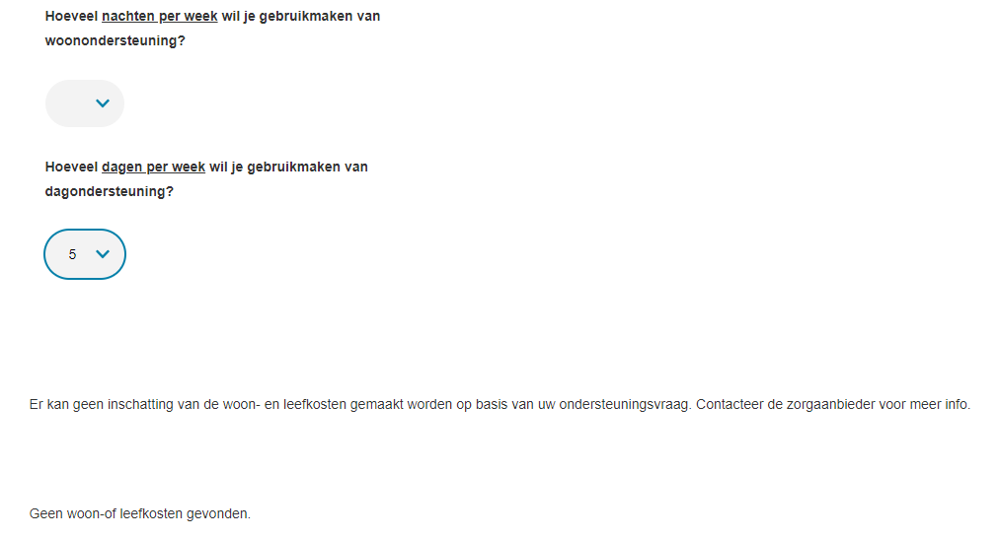 Hoeveel nachten per week wil je gebruikmaken van
woonondersteuning?
Hoeveel dagen per week wil je gebruikmaken van
dagondersteuning?
5
Er kan geen inschatting van de woon- en leefkosten gemaakt worden op basis van uw ondersteuningsvraag. Contacteer de zorgaanbieder voor meer info.
Geen woon-of leefkosten gevonden.